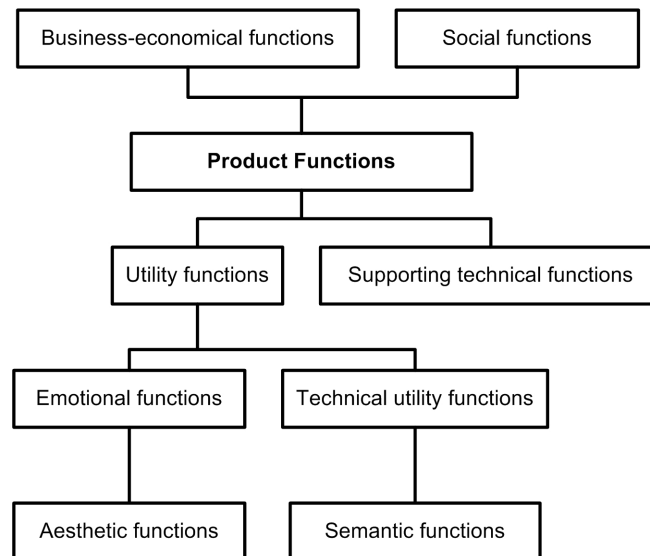 Business-economical functions
Social functions
Product Functions
Utility functions
Supporting technical functions
Emotional functions
Technical utility functions
Aesthetic functions
Semantic functions